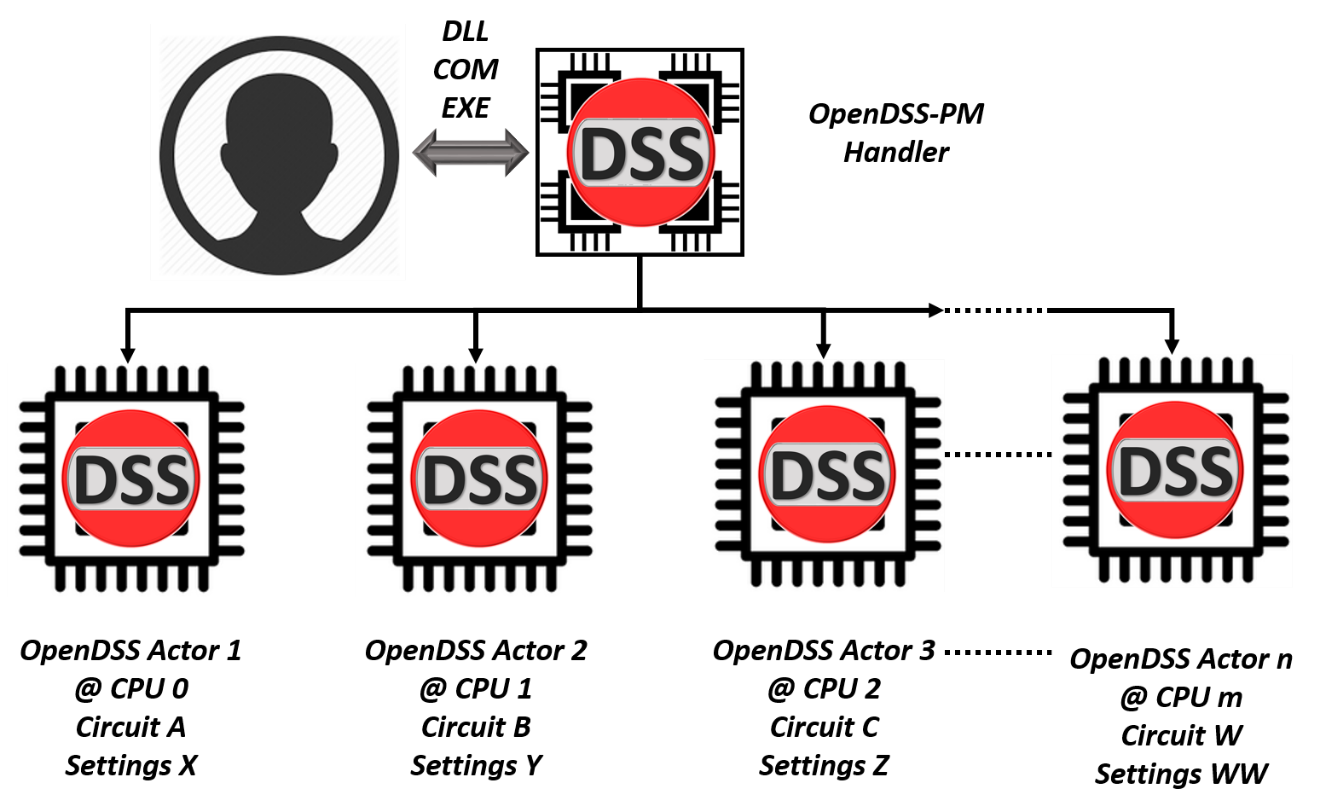 DLL
COM
EXE
DSS
OpenDSS-PM
Handler
DSS
DSS
DSS
DSS
OpenDSS Actor 1
@ CPU 0
Circuit A
Settings X
OpenDSS Actor 2
@ CPU 1
Circuit B
Settings Y
OpenDSS Actor 3
@ CPU 2
Circuit C
Settings Z
OpenDSS Actor n
@ CPU m
Circuit W
Settings WW